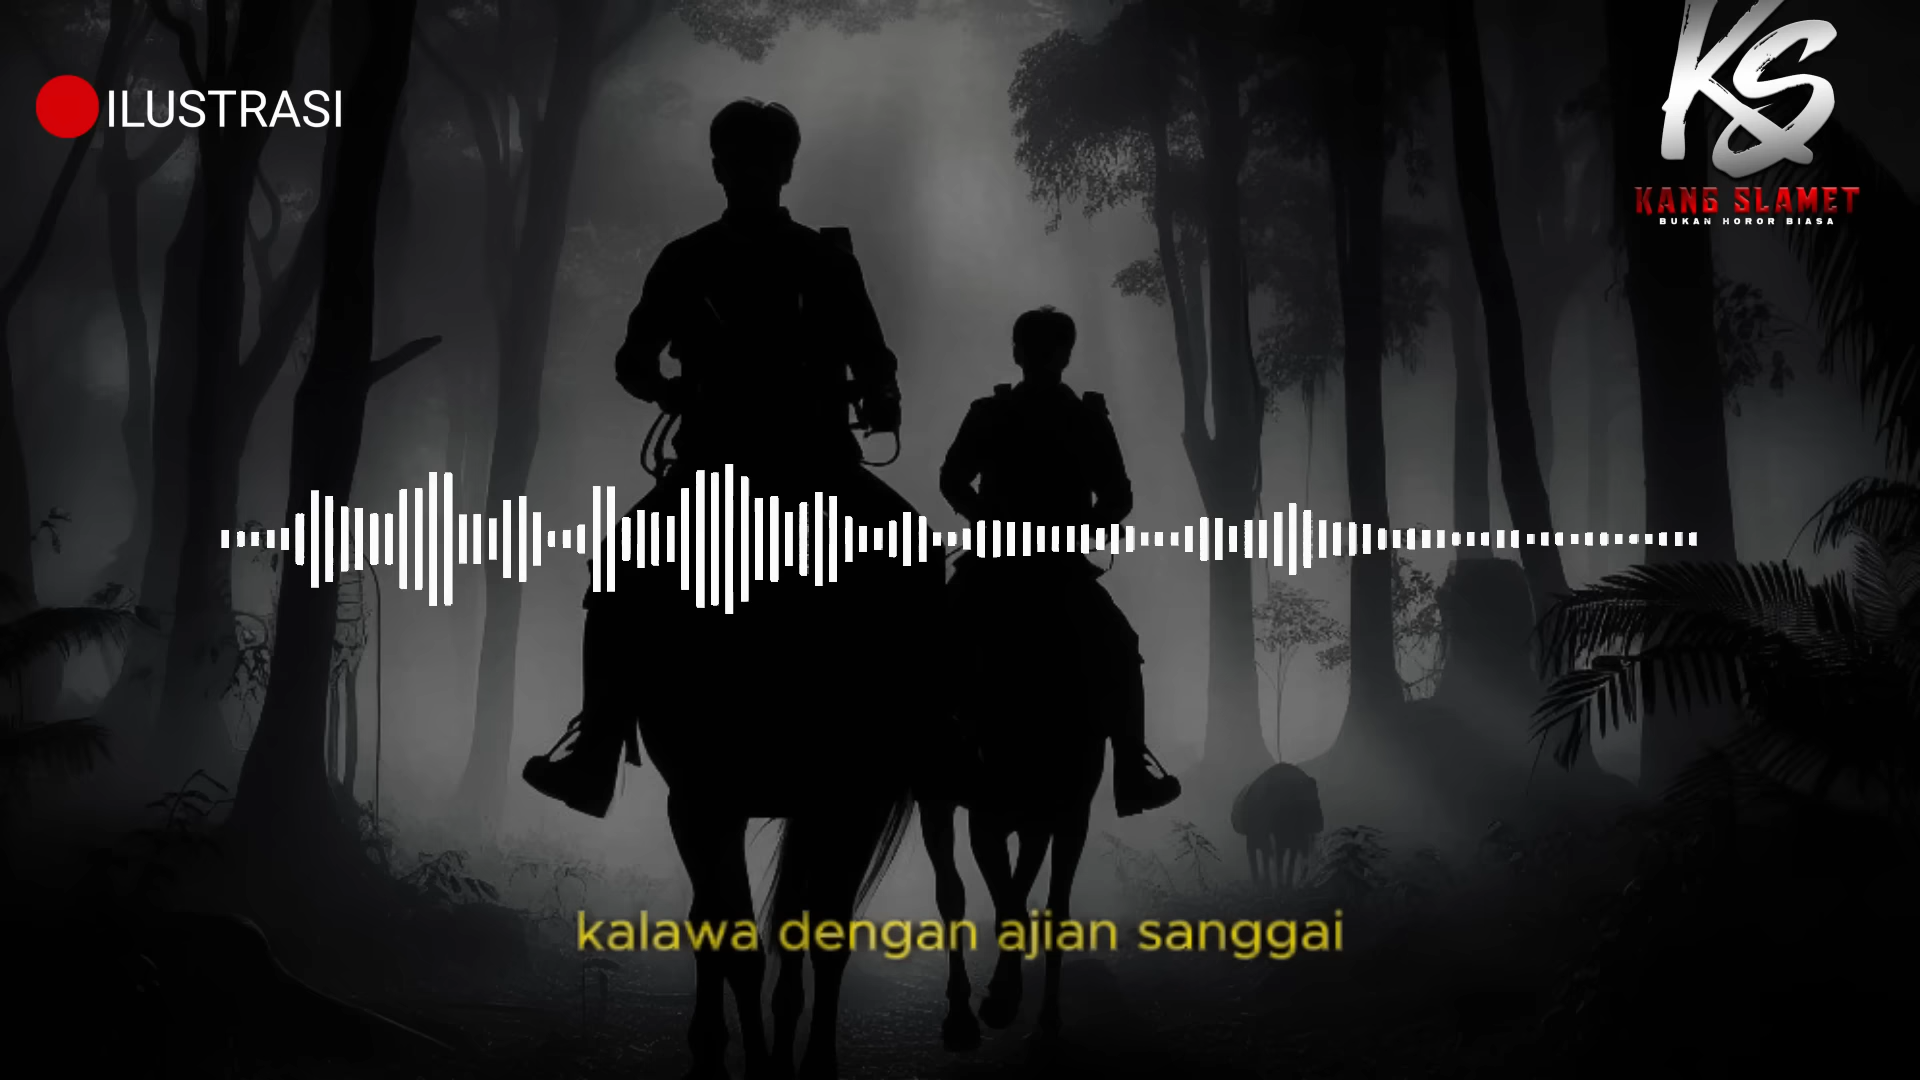 ILUSTRASI
KS
KANG SLAMET
BUKAN HOROR BIASA
kalawa dengan ajian sanggai